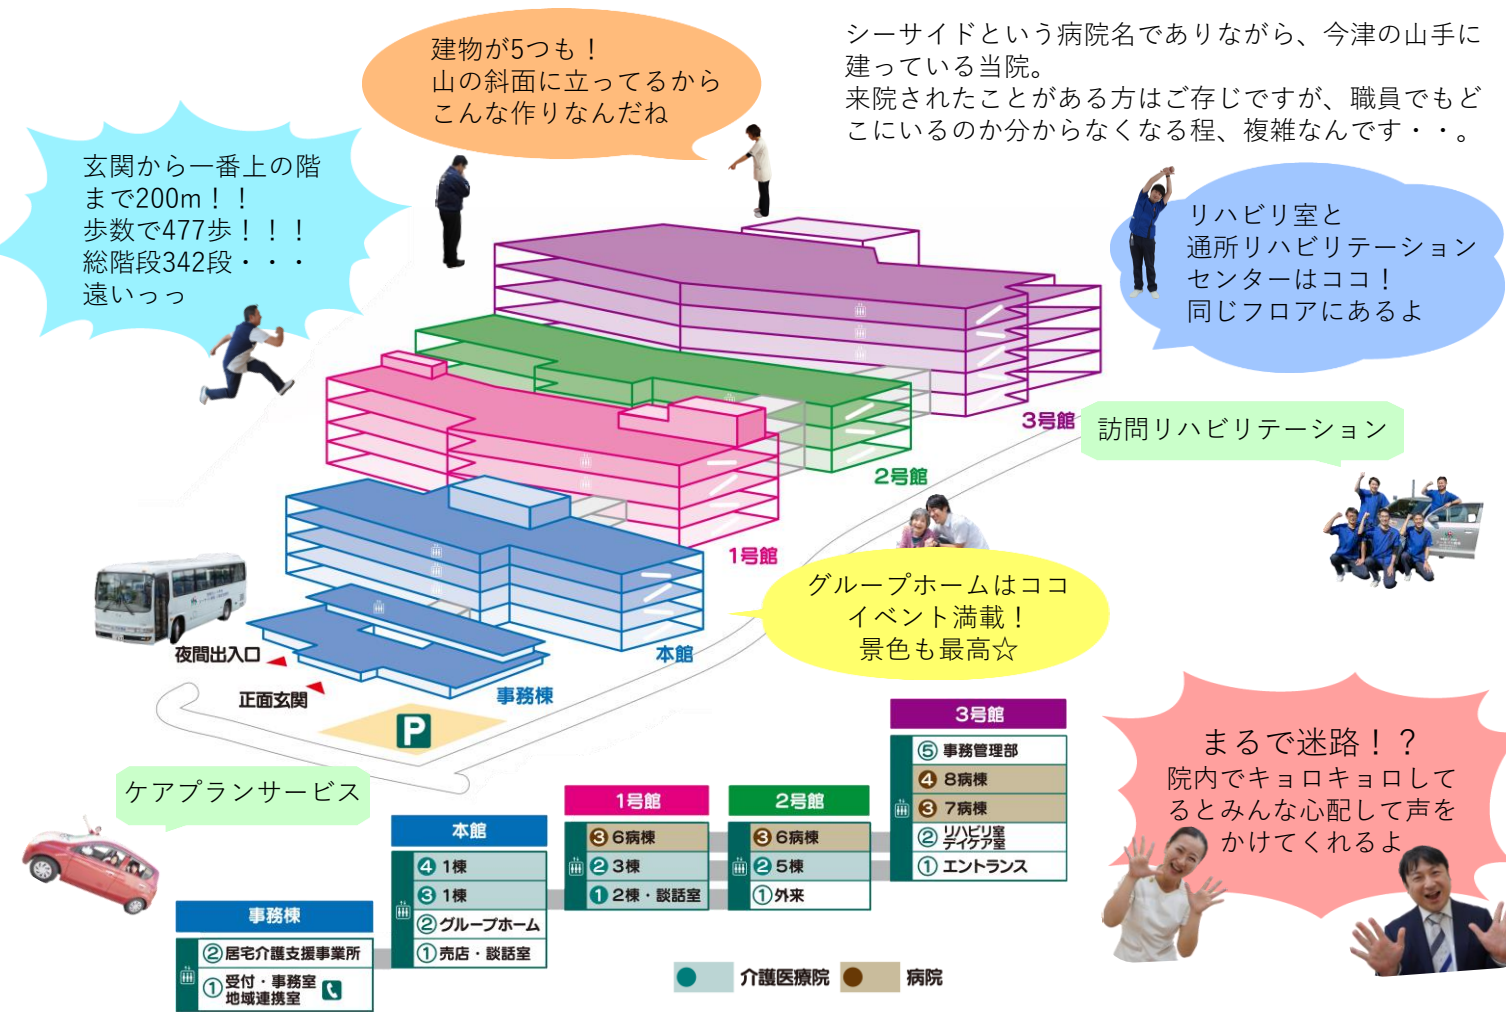 シーサイドという病院名でありながら、今津の山手に
建っている当院。
来院されたことがある方はご存じですが、職員でもど
こにいるのか分からなくなる程、複雑なんです・・。
建物が5つも！
山の斜面に立ってるから
こんな作りなんだね
玄関から一番上の階
まで200m！！
歩数で477歩！！！
総階段342段・・・
遠いっっ
リハビリ室と
通所リハビリテーション
センターはココ！
同じフロアにあるよ
3号館
訪問リハビリテーション
2号館
1号館
グループホームはココ
イベント満載！
景色も最高☆
本館
夜間出入口
正面玄関
事務棟
P
ケアプランサービス
まるで迷路！？
院内でキョロキョロして
るとみんな心配して声を
かけてくれるよ
3号館
⑤ 事務管理部
④ 8病棟
③ 7病棟
② リハビリ室
デイケア室
① エントランス
2号館
③ 6病棟
② 5棟
① 外来
1号館
③ 6病棟
② 3棟
① 2棟・談話室
本館
④ 1棟
③ 1棟
② グループホーム
① 売店・談話室
事務棟
② 居宅介護支援事業所
① 受付・事務室
地域連携室
介護医療院
病院